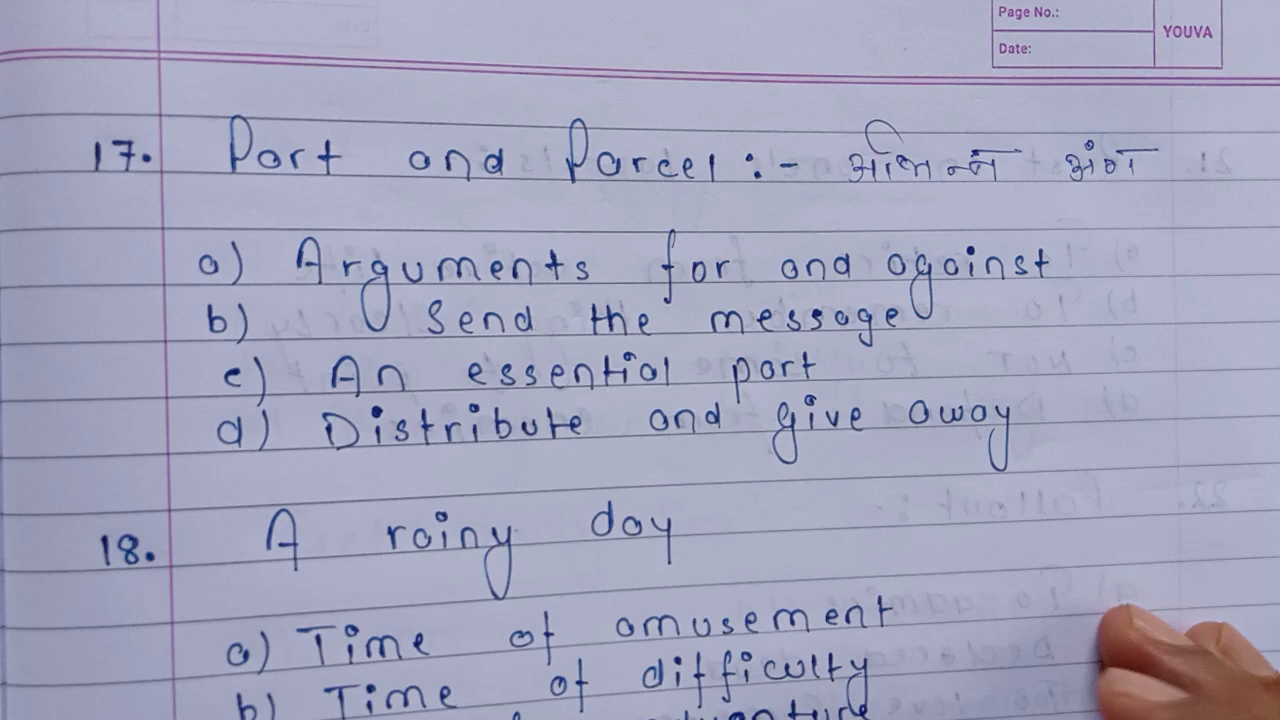 Page No.:
YOUVA
Date:
17. Part and Parcel :- अभिन्न अंग
a) Arguments for and against
b) Send the message
c) An essential part
d) Distribute and give away
18. A rainy day
a) Time of amusement
b) Time of difficulty